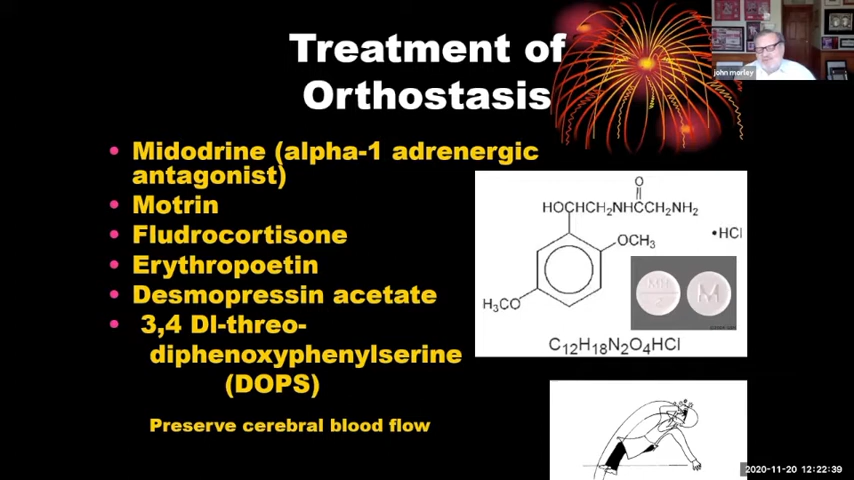 Treatment of
Orthostasis
john morley
• Midodrine (alpha-1 adrenergic
antagonist)
• Motrin
• Fludrocortisone
• Erythropoetin
• Desmopressin acetate
• 3,4 Dl-threo-
diphenoxyphenylserine
(DOPS)
Preserve cerebral blood flow
O
HOCHCH₂NHCCH₂NH₂
•HCl
OCH₃
H₃CO
M
C₁₂H₁₈N₂O₄HCl
2020-11-20 12:22:39